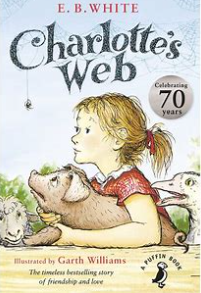 E. B. WHITE
Charlotte's
Web
Celebrating
70
years
Illustrated by Garth Williams
The timeless bestselling story
of friendship and love
A PUFFIN BOOK